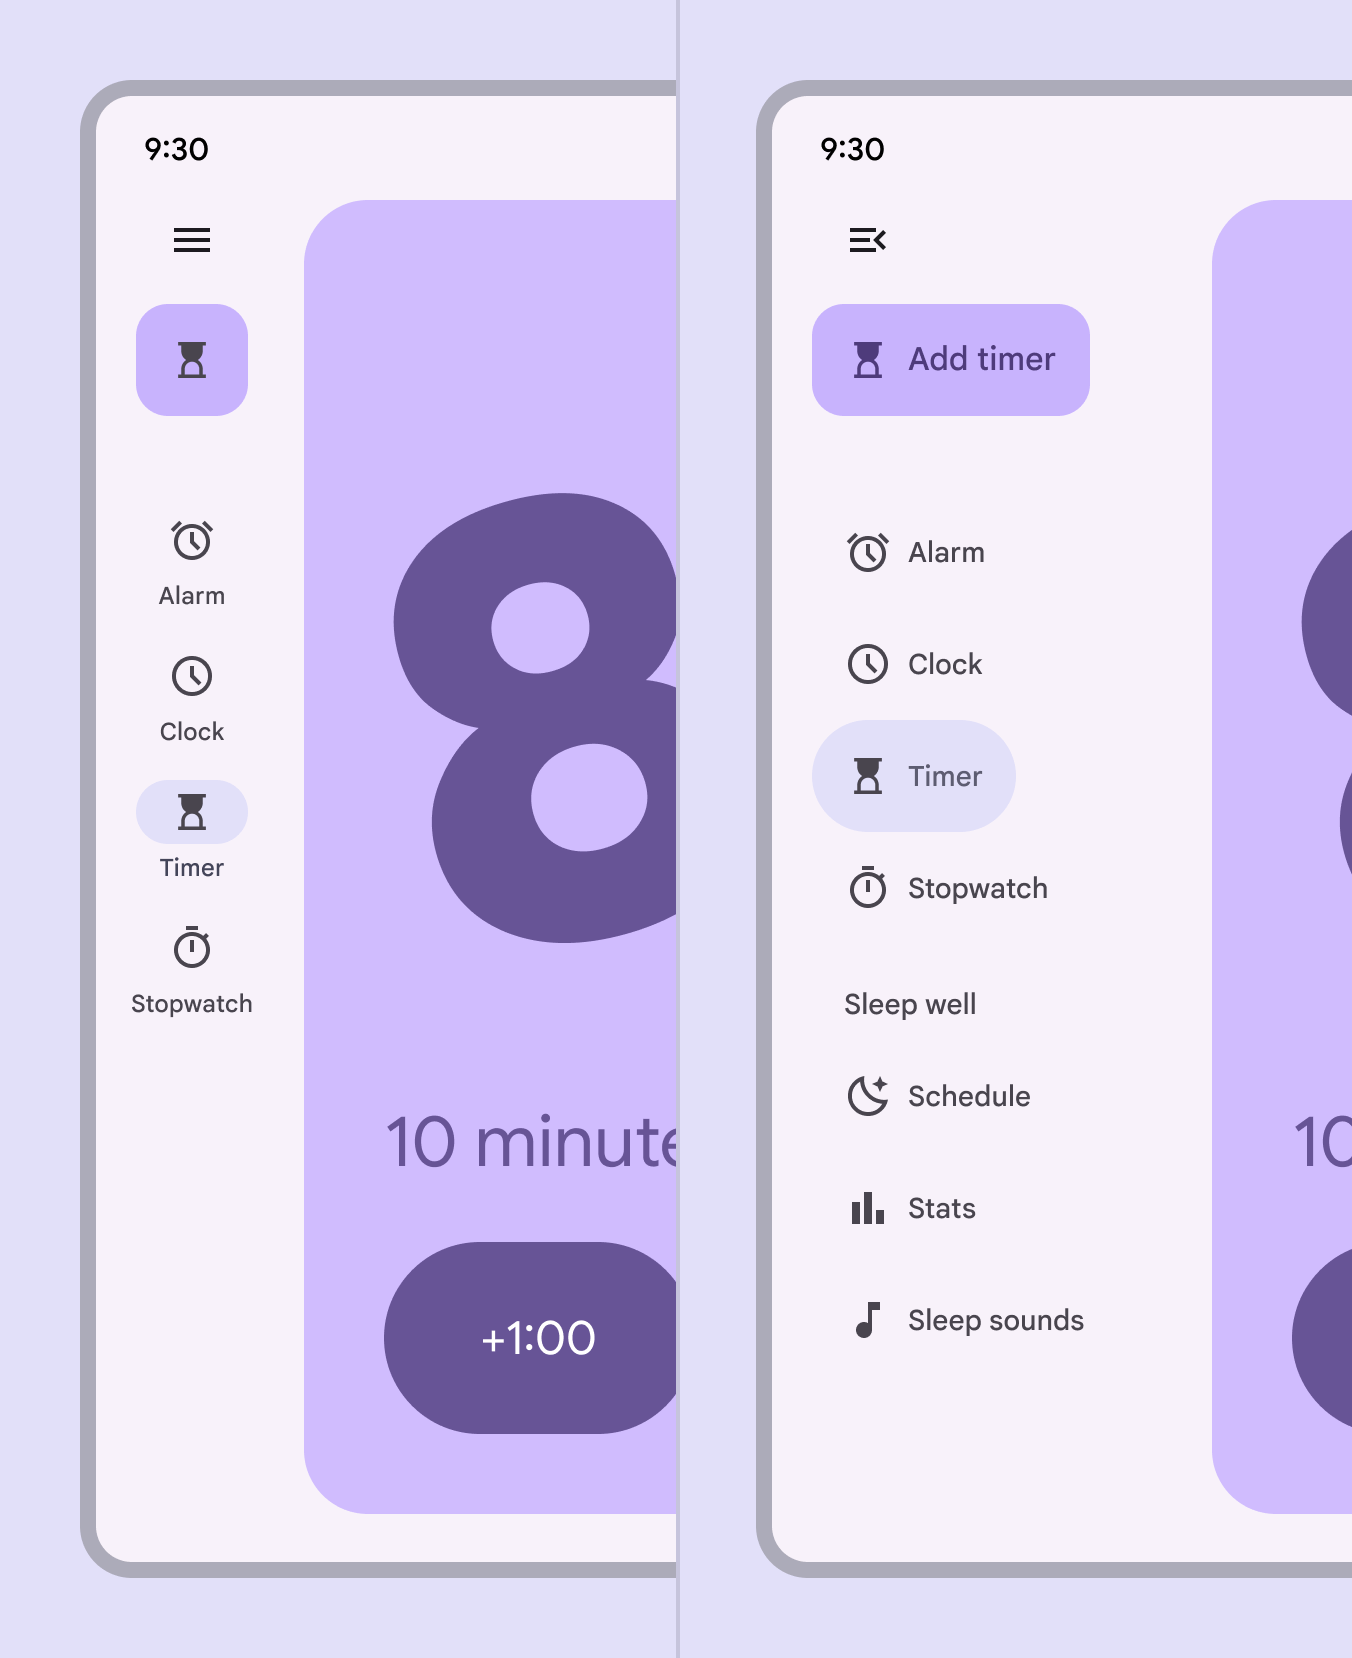 9:30
Alarm
Clock
Timer
Stopwatch
8
10 minute
+1:00
9:30
Add timer
Alarm
Clock
Timer
Stopwatch
Sleep well
Schedule
Stats
Sleep sounds
10